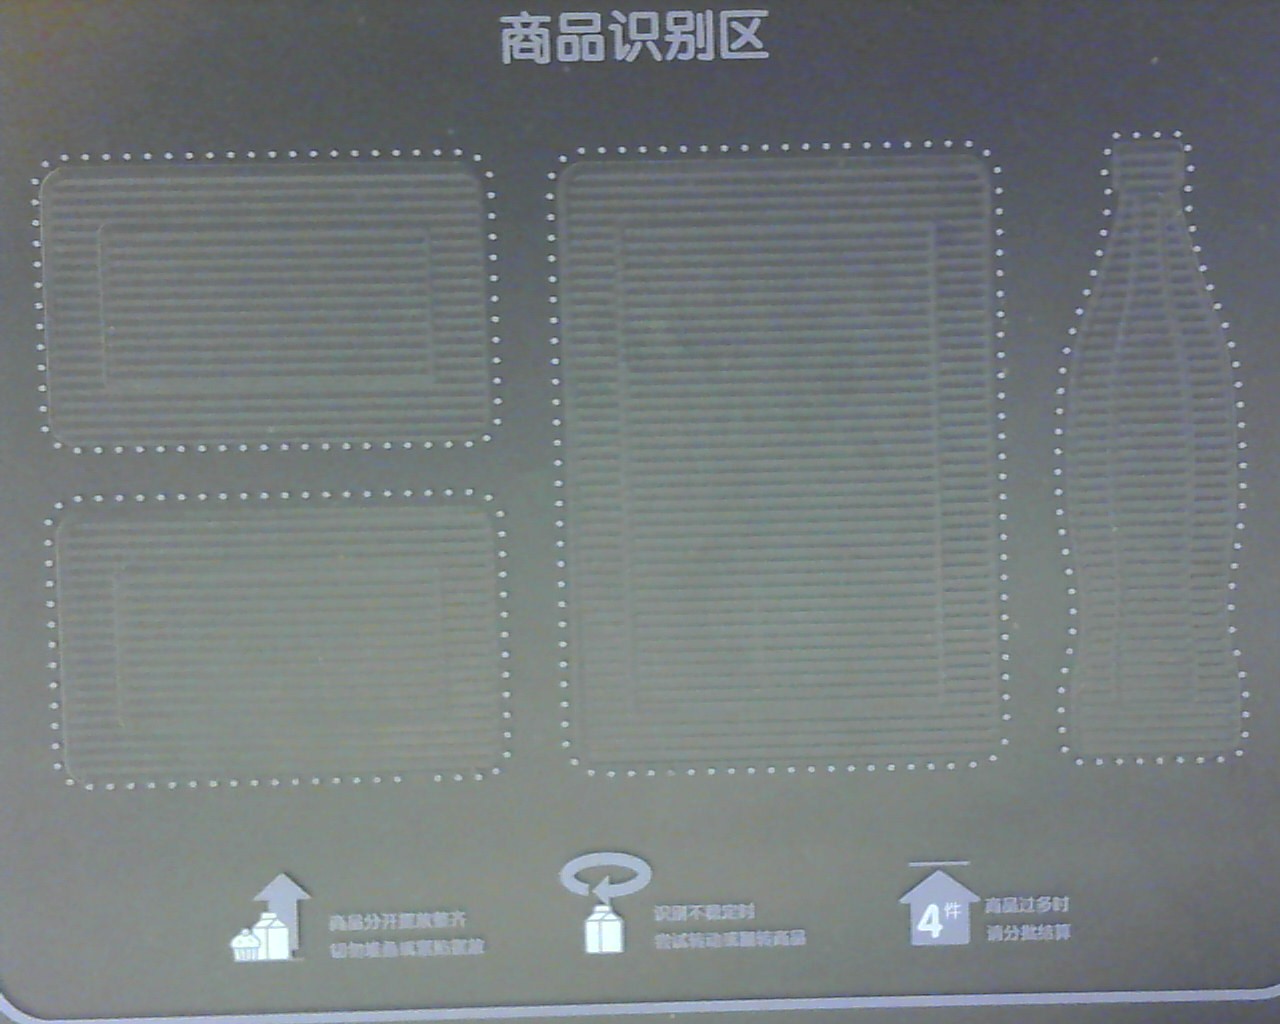 商品识别区
商品分开摆放整齐
切勿堆叠或紧贴摆放
识别不稳定时
尝试转动或翻转商品
4件
商品过多时
请分批结算